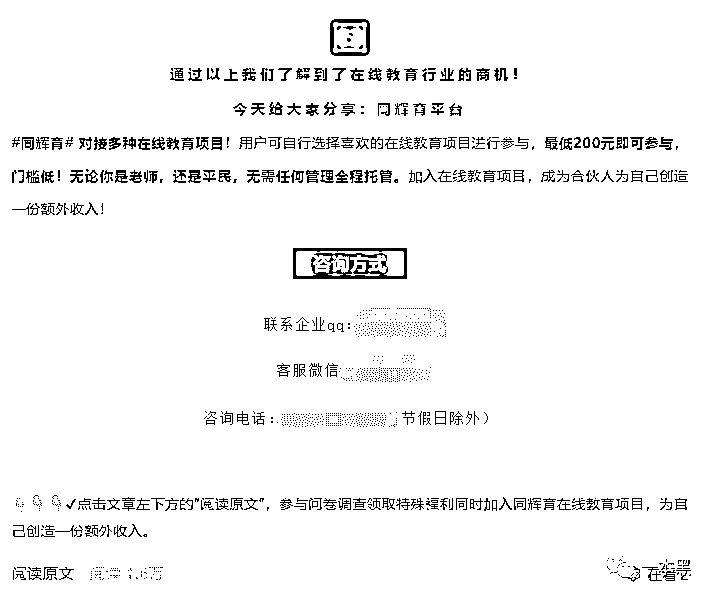 通过以上我们了解到了在线教育行业的商机！
今天给大家分享：同辉育平台
#同辉育# 对接多种在线教育项目！用户可自行选择喜欢的在线教育项目进行参与，最低200元即可参与，
门槛低！无论你是老师，还是平民，无需任何管理全程托管。加入在线教育项目，成为合伙人为自己创造
一份额外收入！
咨询方式
联系企业qq：
客服微信
咨询电话： 节假日除外）
👇👇👇✔点击文章左下方的“阅读原文”，参与问卷调查领取特殊福利同时加入同辉育在线教育项目，为自
己创造一份额外收入。
阅读原文 阅读 1.6万
在看